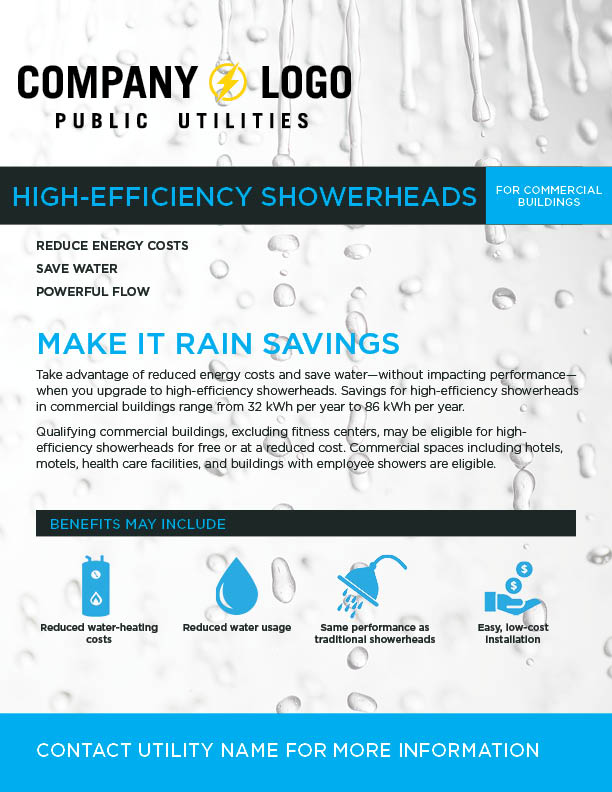 COMPANY LOGO
PUBLIC UTILITIES
HIGH-EFFICIENCY SHOWERHEADS
FOR COMMERCIAL
BUILDINGS
REDUCE ENERGY COSTS
SAVE WATER
POWERFUL FLOW
MAKE IT RAIN SAVINGS
Take advantage of reduced energy costs and save water—without impacting performance—
when you upgrade to high-efficiency showerheads. Savings for high-efficiency showerheads
in commercial buildings range from 32 kWh per year to 86 kWh per year.
Qualifying commercial buildings, excluding fitness centers, may be eligible for high-
efficiency showerheads for free or at a reduced cost. Commercial spaces including hotels,
motels, health care facilities, and buildings with employee showers are eligible.
BENEFITS MAY INCLUDE
$
$
Reduced water-heating
costs
Reduced water usage
Same performance as
traditional showerheads
Easy, low-cost
installation
CONTACT UTILITY NAME FOR MORE INFORMATION